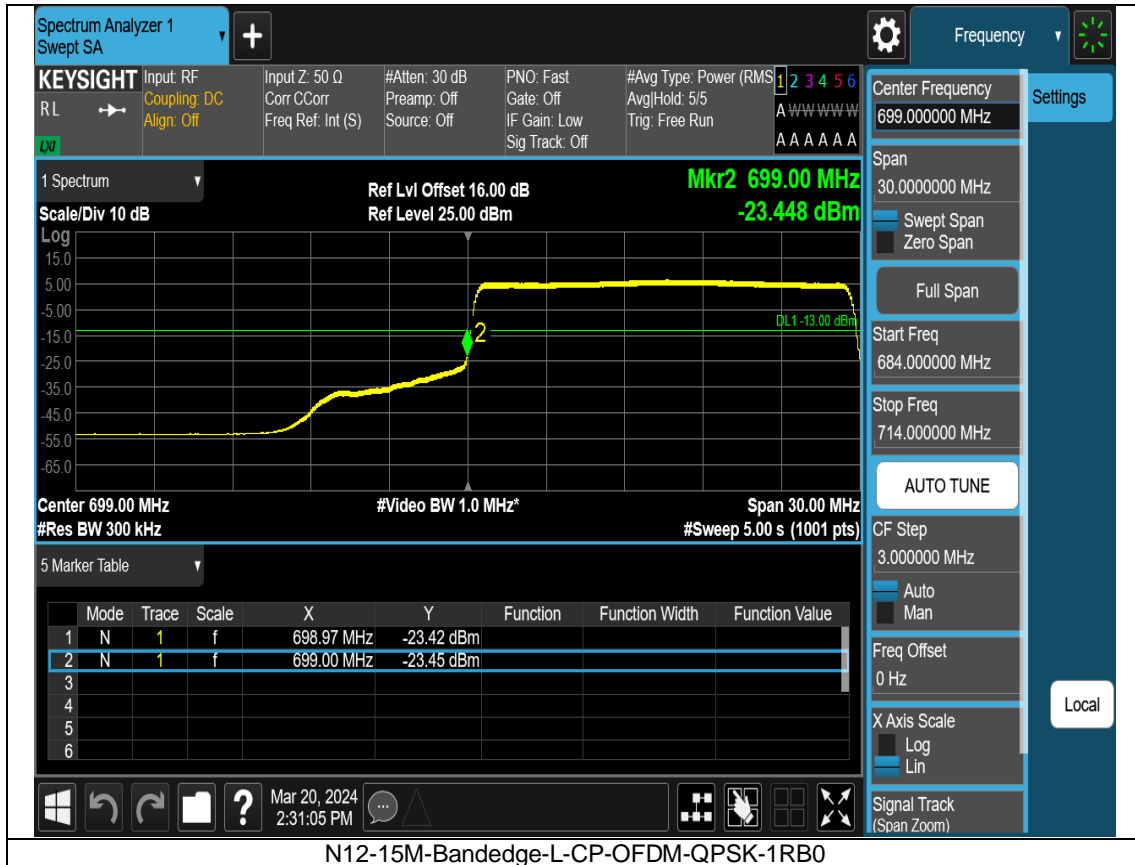 Spectrum Analyzer 1
Swept SA
+
Frequency
KEYSIGHT
RL
LXI
Input: RF
Coupling: DC
Align: Off
Input Z: 50 Ω
Corr CCorr
Freq Ref: Int (S)
#Atten: 30 dB
Preamp: Off
Source: Off
PNO: Fast
Gate: Off
IF Gain: Low
Sig Track: Off
#Avg Type: Power (RMS
Avg|Hold: 5/5
Trig: Free Run
1 2 3 4 5 6
A W W W W W
A A A A A A
1 Spectrum
Scale/Div 10 dB
Ref Lvl Offset 16.00 dB
Ref Level 25.00 dBm
Mkr2 699.00 MHz
-23.448 dBm
Log
15.0
5.00
-5.00
-15.0
-25.0
-35.0
-45.0
-55.0
-65.0
DL1 -13.00 dBm
2
Center 699.00 MHz
#Video BW 1.0 MHz*
Span 30.00 MHz
#Res BW 300 kHz
#Sweep 5.00 s (1001 pts)
5 Marker Table
Mode Trace Scale X Y Function Function Width Function Value
1 N 1 f 698.97 MHz -23.42 dBm
2 N 1 f 699.00 MHz -23.45 dBm
3
4
5
6
Center Frequency
699.000000 MHz
Span
30.0000000 MHz
Swept Span
Zero Span
Full Span
Start Freq
684.000000 MHz
Stop Freq
714.000000 MHz
AUTO TUNE
CF Step
3.000000 MHz
Auto
Man
Freq Offset
0 Hz
X Axis Scale
Log
Lin
Signal Track
(Span Zoom)
Settings
Local
?
Mar 20, 2024
2:31:05 PM
N12-15M-Bandedge-L-CP-OFDM-QPSK-1RB0